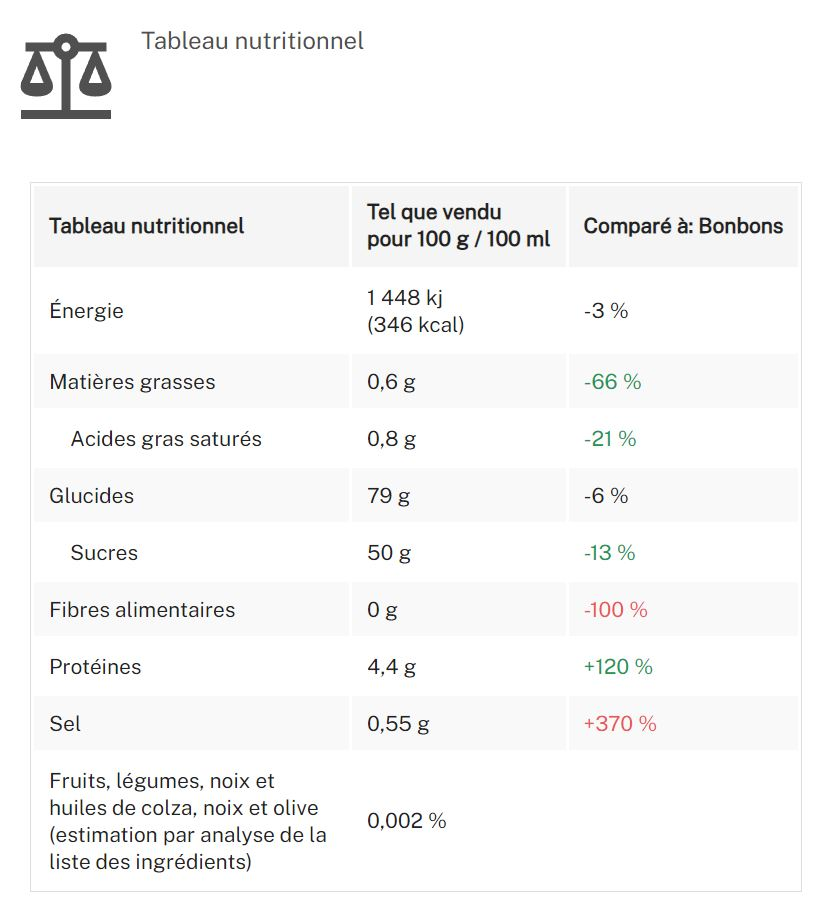 Tableau nutritionnel
Tableau nutritionnel
Tel que vendu
pour 100 g / 100 ml
Comparé à: Bonbons
Énergie
1 448 kj
(346 kcal)
-3 %
Matières grasses
0,6 g
-66 %
Acides gras saturés
0,8 g
-21 %
Glucides
79 g
-6 %
Sucres
50 g
-13 %
Fibres alimentaires
0 g
-100 %
Protéines
4,4 g
+120 %
Sel
0,55 g
+370 %
Fruits, légumes, noix et
huiles de colza, noix et olive
(estimation par analyse de la
liste des ingrédients)
0,002 %